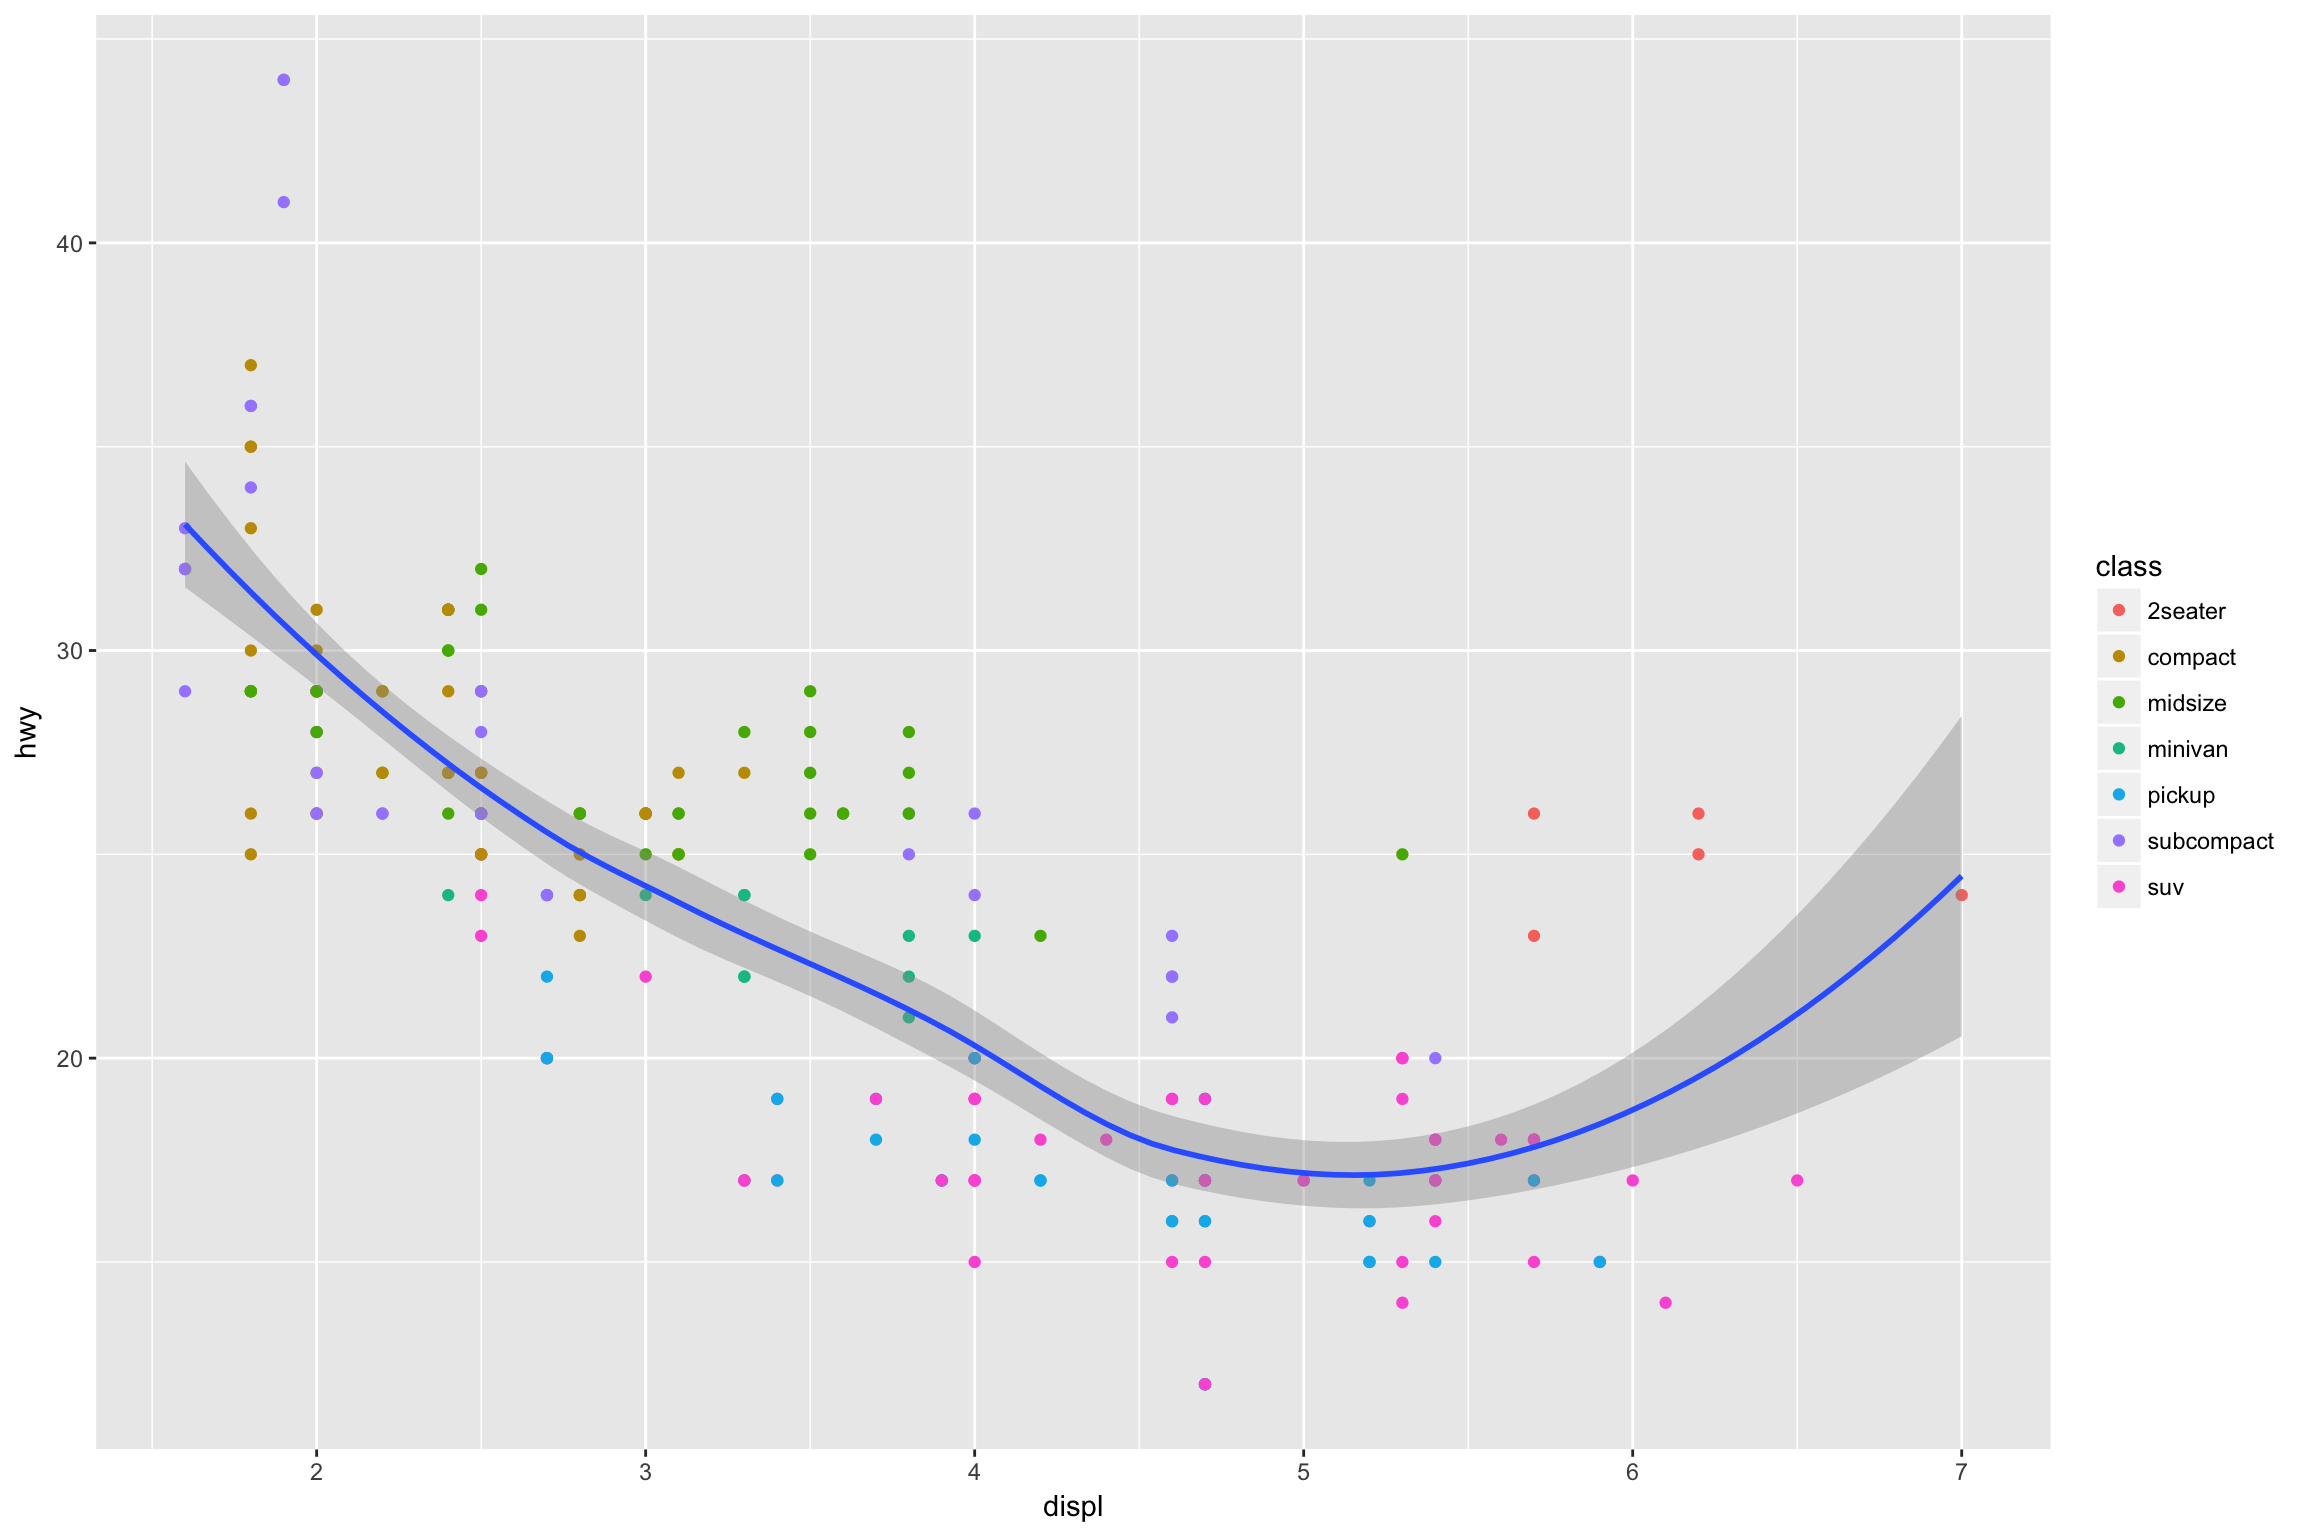 hwy
40
30
20
2 3 4 5 6 7
displ
class
2seater
compact
midsize
minivan
pickup
subcompact
suv